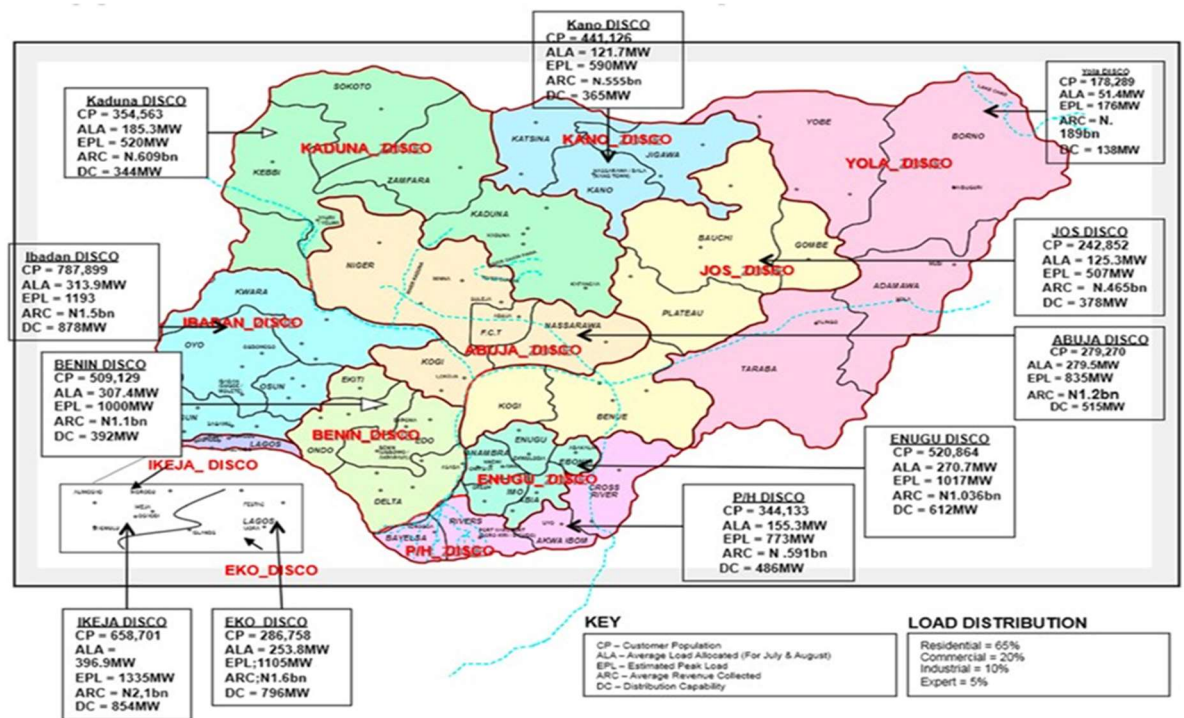 Kano DISCO
CP = 441,126
ALA = 121.7MW
EPL = 590MW
ARC = N.555bn
DC = 365MW
Yola DISCO
CP = 178,289
ALA = 51.4MW
EPL = 176MW
ARC = N.
189bn
DC = 138MW
Kaduna DISCO
CP = 354,563
ALA = 185.3MW
EPL = 520MW
ARC = N.609bn
DC = 344MW
SOKOTO
KEBBI
ZAMFARA
KADUNA_DISCO
KADUNA
KATSINA
KANO_DISCO
JIGAWA
KANO
YOBE
BORNO
YOLA_DISCO
LAKE CHAD
BAUCHI
GOMBE
JOS_DISCO
PLATEAU
ADAMAWA
TARABA
JOS DISCO
CP = 242,852
ALA = 125.3MW
EPL = 507MW
ARC = N.465bn
DC = 378MW
Ibadan DISCO
CP = 787,899
ALA = 313.9MW
EPL = 1193
ARC = N1.5bn
DC = 878MW
NIGER
F.C.T
NASSARAWA
ABUJA_DISCO
KOGI
KWARA
IBADAN_DISCO
OYO
OSUN
LAGOS
ABUJA DISCO
CP = 279,270
ALA = 279.5MW
EPL = 835MW
ARC = N1.2bn
DC = 515MW
BENIN DISCO
CP = 509,129
ALA = 307.4MW
EPL = 1000MW
ARC = N1.1bn
DC = 392MW
EKITI
BENIN_DISCO
ONDO
EDO
DELTA
KOGI
BENUE
ENUGU
ANAMBRA
EBONYI
ENUGU_DISCO
IMO
ABIA
CROSS
RIVER
RIVERS
BAYELSA
AKWA IBOM
UYO
P/H_DISCO
ENUGU DISCO
CP = 520,864
ALA = 270.7MW
EPL = 1017MW
ARC = N1.036bn
DC = 612MW
P/H DISCO
CP = 344,133
ALA = 155.3MW
EPL = 773MW
ARC = N .591bn
DC = 486MW
IKEJA_ DISCO
LAGOS
EKO_DISCO
IKEJA DISCO
CP = 658,701
ALA =
396.9MW
EPL = 1335MW
ARC = N2,1bn
DC = 854MW
EKO DISCO
CP = 286,758
ALA = 253.8MW
EPL;1105MW
ARC;N1.6bn
DC = 796MW
KEY
CP – Customer Population
ALA – Average Load Allocated (For July & August)
EPL – Estimated Peak Load
ARC – Average Revenue Collected
DC – Distribution Capability
LOAD DISTRIBUTION
Residential = 65%
Commercial = 20%
Industrial = 10%
Expert = 5%